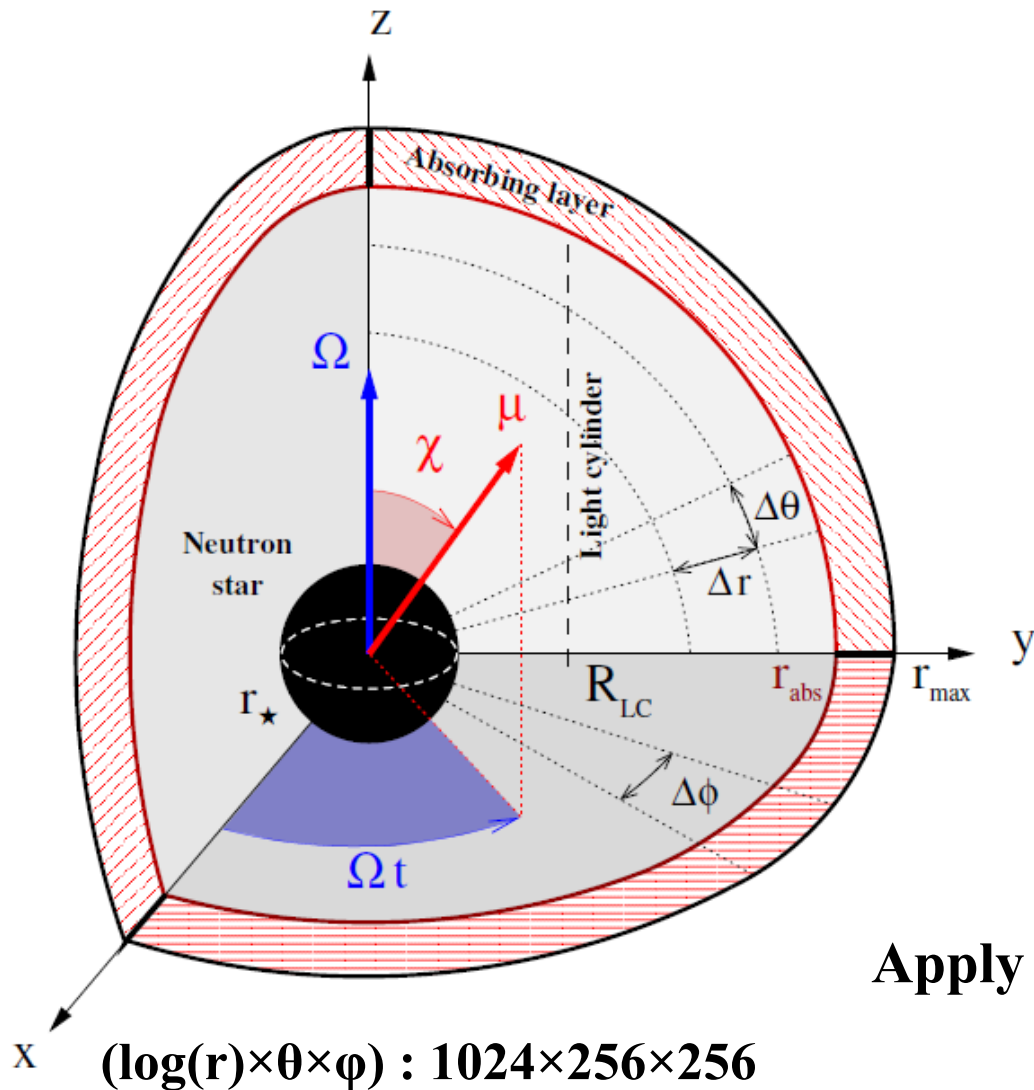 z
Absorbing layer
Ω
μ
χ
Light cylinder
Δθ
Neutron
star
Δr
y
r★
R_LC
r_abs
r_max
Δϕ
Ωt
Apply
x
(log(r)×θ×φ) : 1024×256×256